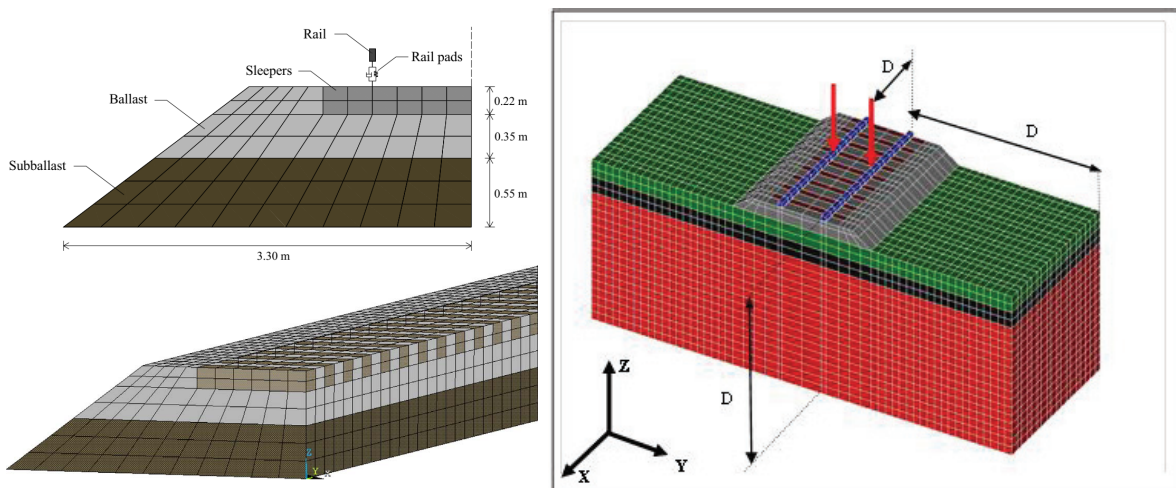 Rail
Rail pads
Sleepers
Ballast
0.22 m
0.35 m
Subballast
0.55 m
3.30 m
Z
Y
X
D
D
D
Z
X
Y